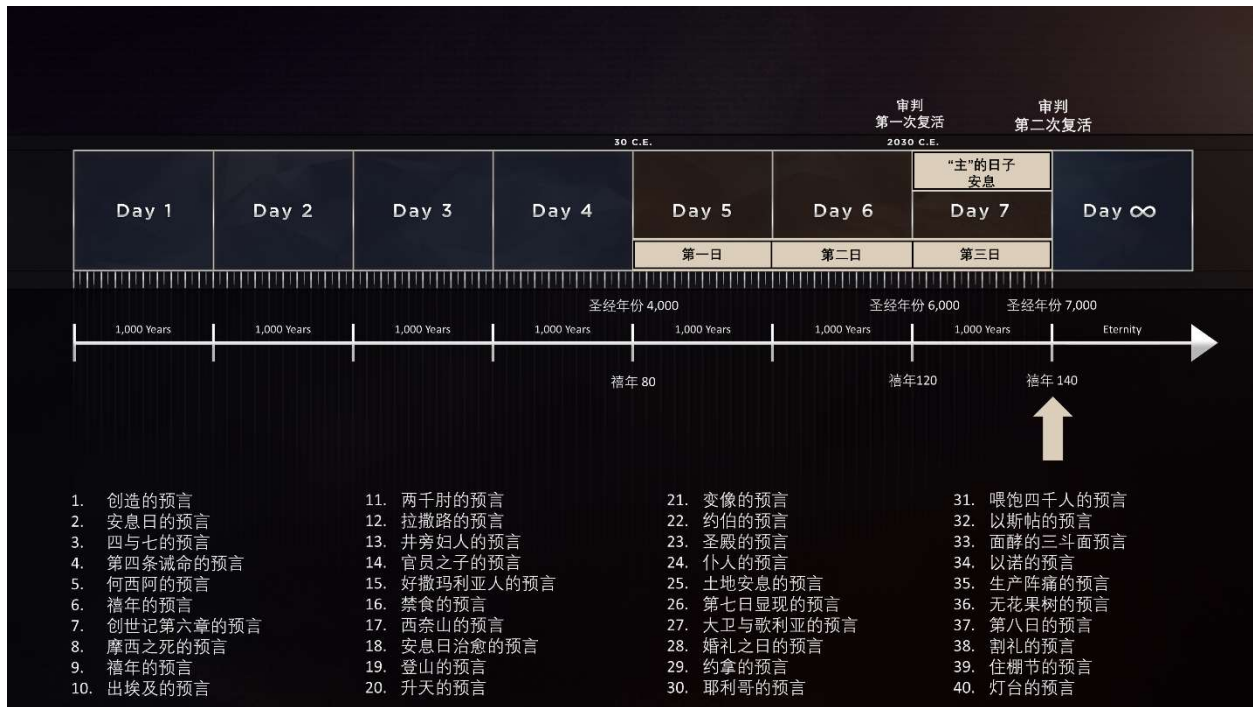 审判
第一次复活
审判
第二次复活
30 C.E.
2030 C.E.
Day 1
Day 2
Day 3
Day 4
Day 5
Day 6
“主”的日子
安息
Day 7
Day ∞
第一日
第二日
第三日
圣经年份 4,000
圣经年份 6,000
圣经年份 7,000
1,000 Years
1,000 Years
1,000 Years
1,000 Years
1,000 Years
1,000 Years
1,000 Years
Eternity
禧年 80
禧年120
禧年 140
1. 创造的预言
2. 安息日的预言
3. 四与七的预言
4. 第四条诫命的预言
5. 何西阿的预言
6. 禧年的预言
7. 创世记第六章的预言
8. 摩西之死的预言
9. 禧年的预言
10. 出埃及的预言
11. 两千肘的预言
12. 拉撒路的预言
13. 井旁妇人的预言
14. 官员之子的预言
15. 好撒玛利亚人的预言
16. 禁食的预言
17. 西奈山的预言
18. 安息日治愈的预言
19. 登山的预言
20. 升天的预言
21. 变像的预言
22. 约伯的预言
23. 圣殿的预言
24. 仆人的预言
25. 土地安息的预言
26. 第七日显现的预言
27. 大卫与歌利亚的预言
28. 婚礼之日的预言
29. 约拿的预言
30. 耶利哥的预言
31. 喂饱四千人的预言
32. 以斯帖的预言
33. 面酵的三斗面预言
34. 以诺的预言
35. 生产阵痛的预言
36. 无花果树的预言
37. 第八日的预言
38. 割礼的预言
39. 住棚节的预言
40. 灯台的预言